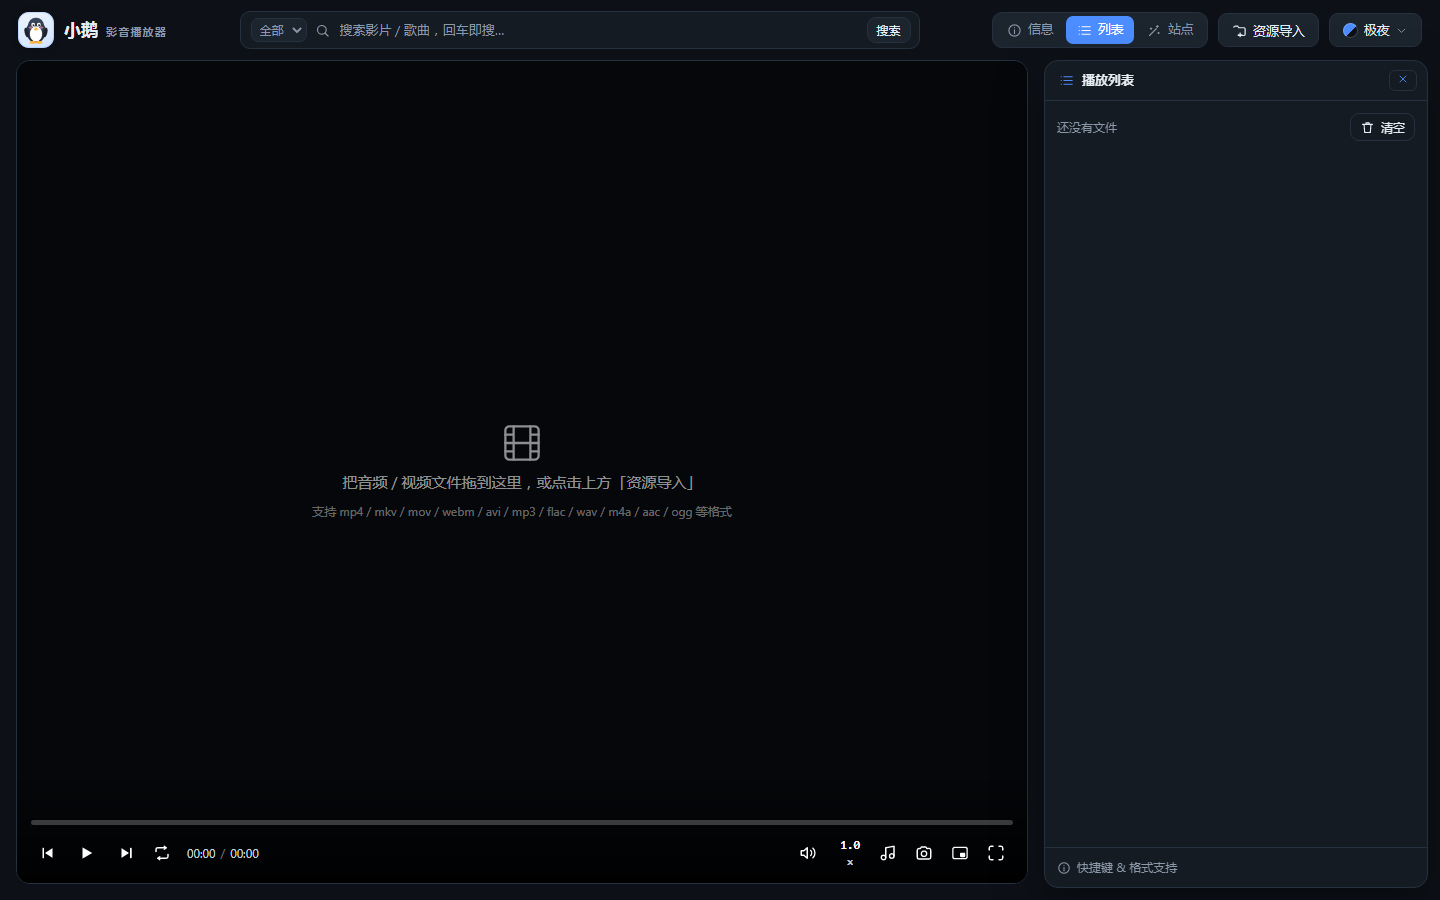 小鹅 影音播放器
全部 搜索影片 / 歌曲，回车即搜... 搜索
信息 列表 站点 资源导入 极夜
播放列表
还没有文件 清空
把音频 / 视频文件拖到这里，或点击上方「资源导入」
支持 mp4 / mkv / mov / webm / avi / mp3 / flac / wav / m4a / aac / ogg 等格式
00:00 / 00:00
1.0
x
快捷键 & 格式支持